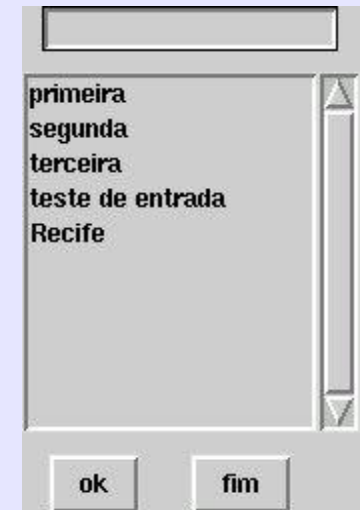 primeira
segunda
terceira
teste de entrada
Recife
ok fim